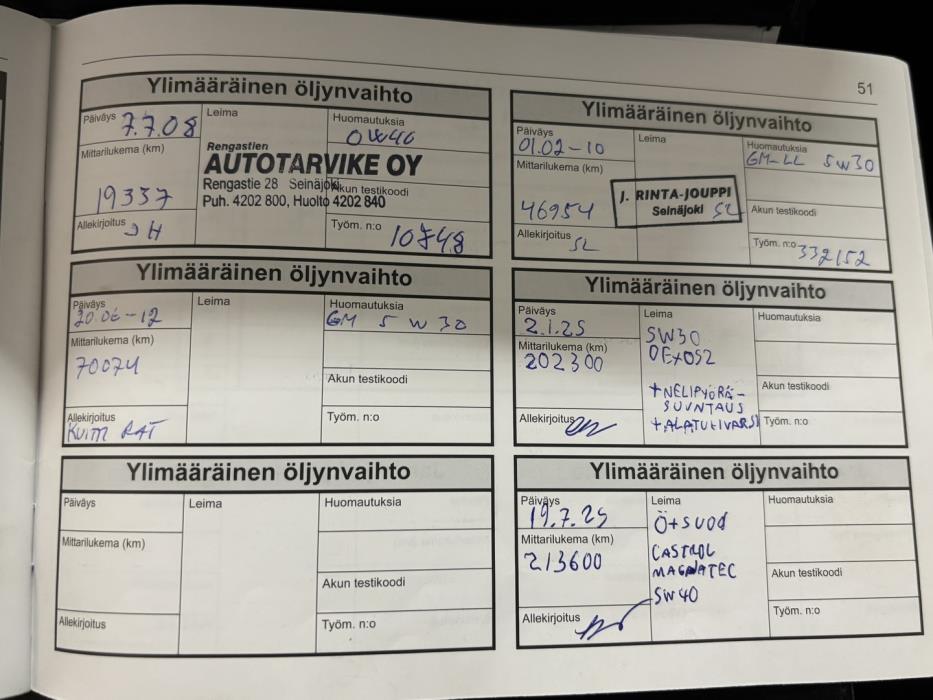 51
Ylimääräinen öljynvaihto
Päiväys 7.7.08
Leima
Huomautuksia
0W40
Mittarilukema (km)
19337
Rengastien
AUTOTARVIKE OY
Rengastie 28 Seinäjoki
Puh. 4202 800, Huolto 4202 840
Akun testikoodi
Allekirjoitus JH
Työm. n:o 10848
Ylimääräinen öljynvaihto
Päiväys
01.02-10
Leima
Huomautuksia
GM-LL 5W30
Mittarilukema (km)
46954
J. RINTA-JOUPPI
Seinäjoki SL
Akun testikoodi
Allekirjoitus
SL
Työm. n:o 332152
Ylimääräinen öljynvaihto
Päiväys
20.06-12
Leima
Huomautuksia
GM 5W30
Mittarilukema (km)
70074
Akun testikoodi
Allekirjoitus
Työm. n:o
Ylimääräinen öljynvaihto
Päiväys
2.1.25
Leima
5W30
DEXOS2
+NELIPYÖRÄ-
SUUNTAUS
+ALATUKIVARSI
Huomautuksia
Mittarilukema (km)
202300
Akun testikoodi
Allekirjoitus
Työm. n:o
Ylimääräinen öljynvaihto
Päiväys
Leima
Huomautuksia
Mittarilukema (km)
Akun testikoodi
Allekirjoitus
Työm. n:o
Ylimääräinen öljynvaihto
Päiväys
19.7.25
Leima
Ö+SUOD
CASTROL
MAGNATEC
5W40
Huomautuksia
Mittarilukema (km)
213600
Akun testikoodi
Allekirjoitus
Työm. n:o